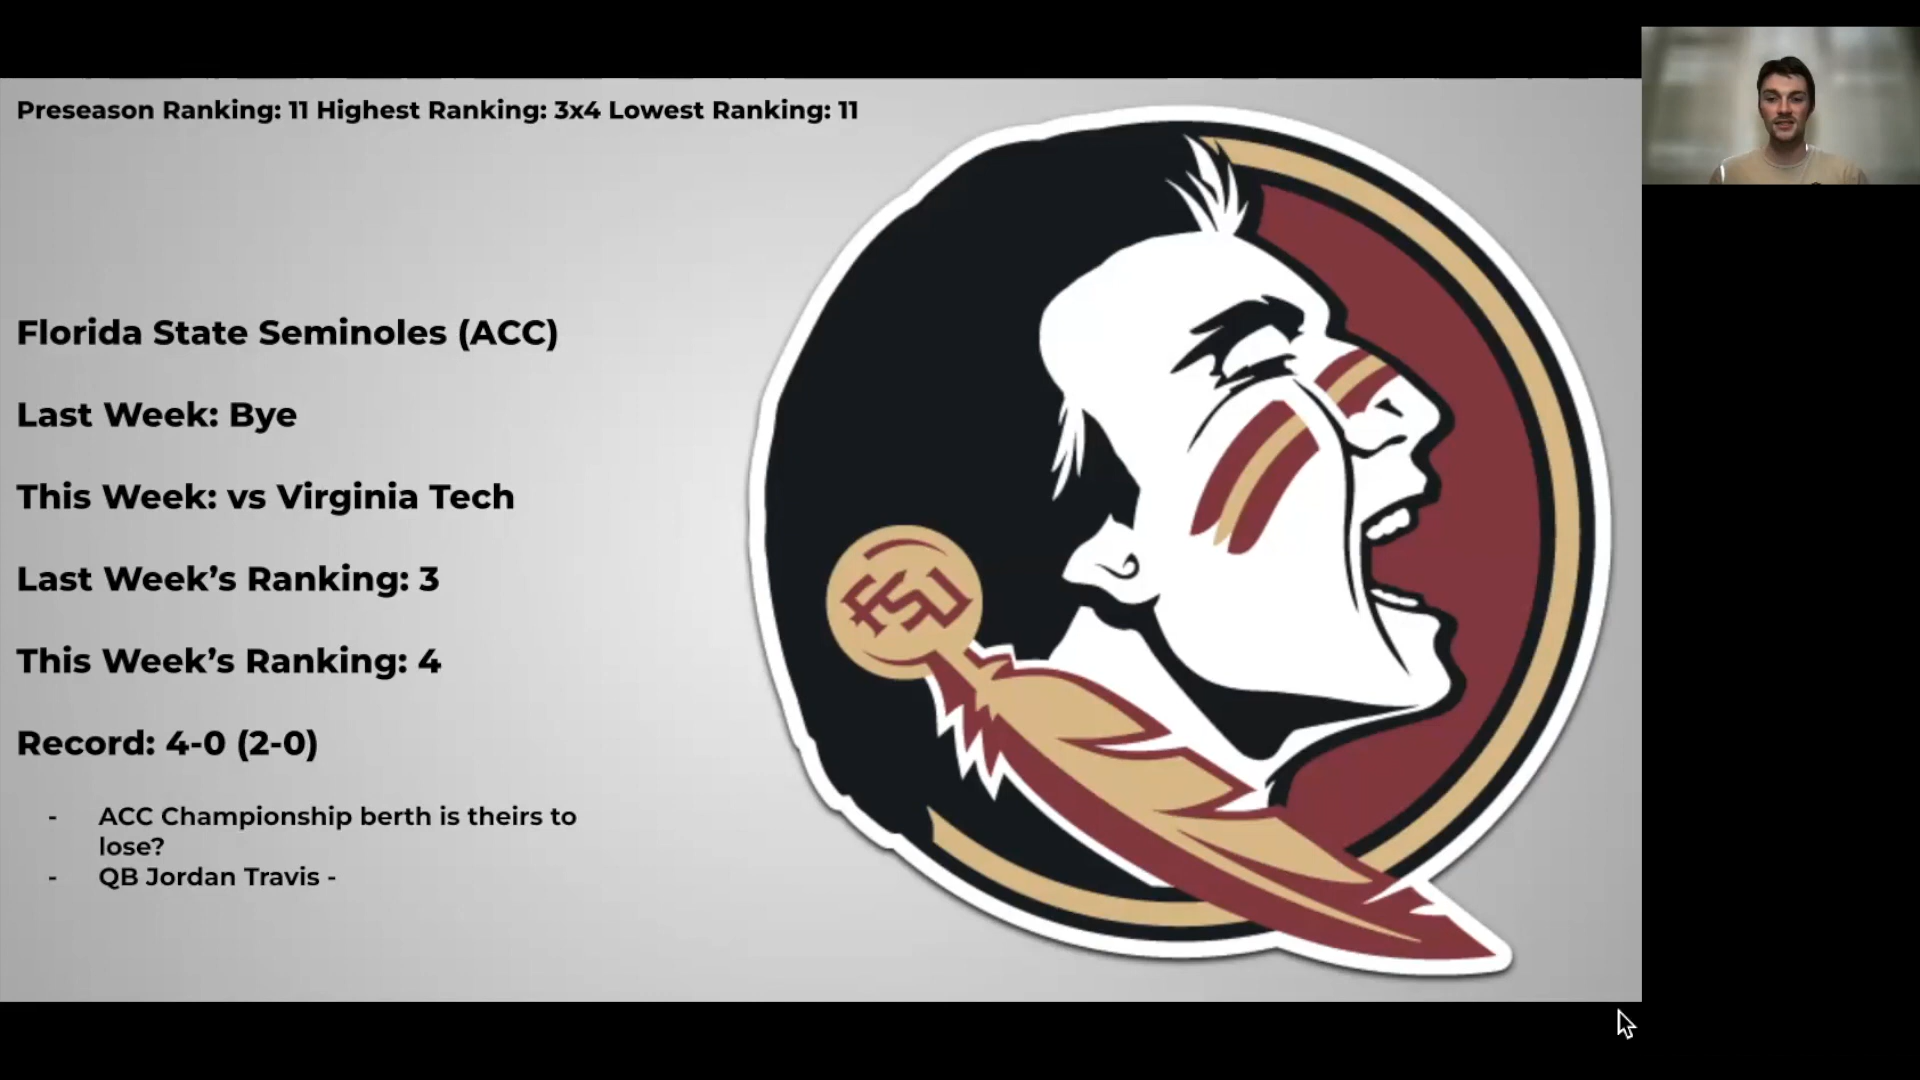 Preseason Ranking: 11 Highest Ranking: 3x4 Lowest Ranking: 11
Florida State Seminoles (ACC)
Last Week: Bye
This Week: vs Virginia Tech
Last Week’s Ranking: 3
This Week’s Ranking: 4
Record: 4-0 (2-0)
- ACC Championship berth is theirs to
lose?
- QB Jordan Travis -
FSU